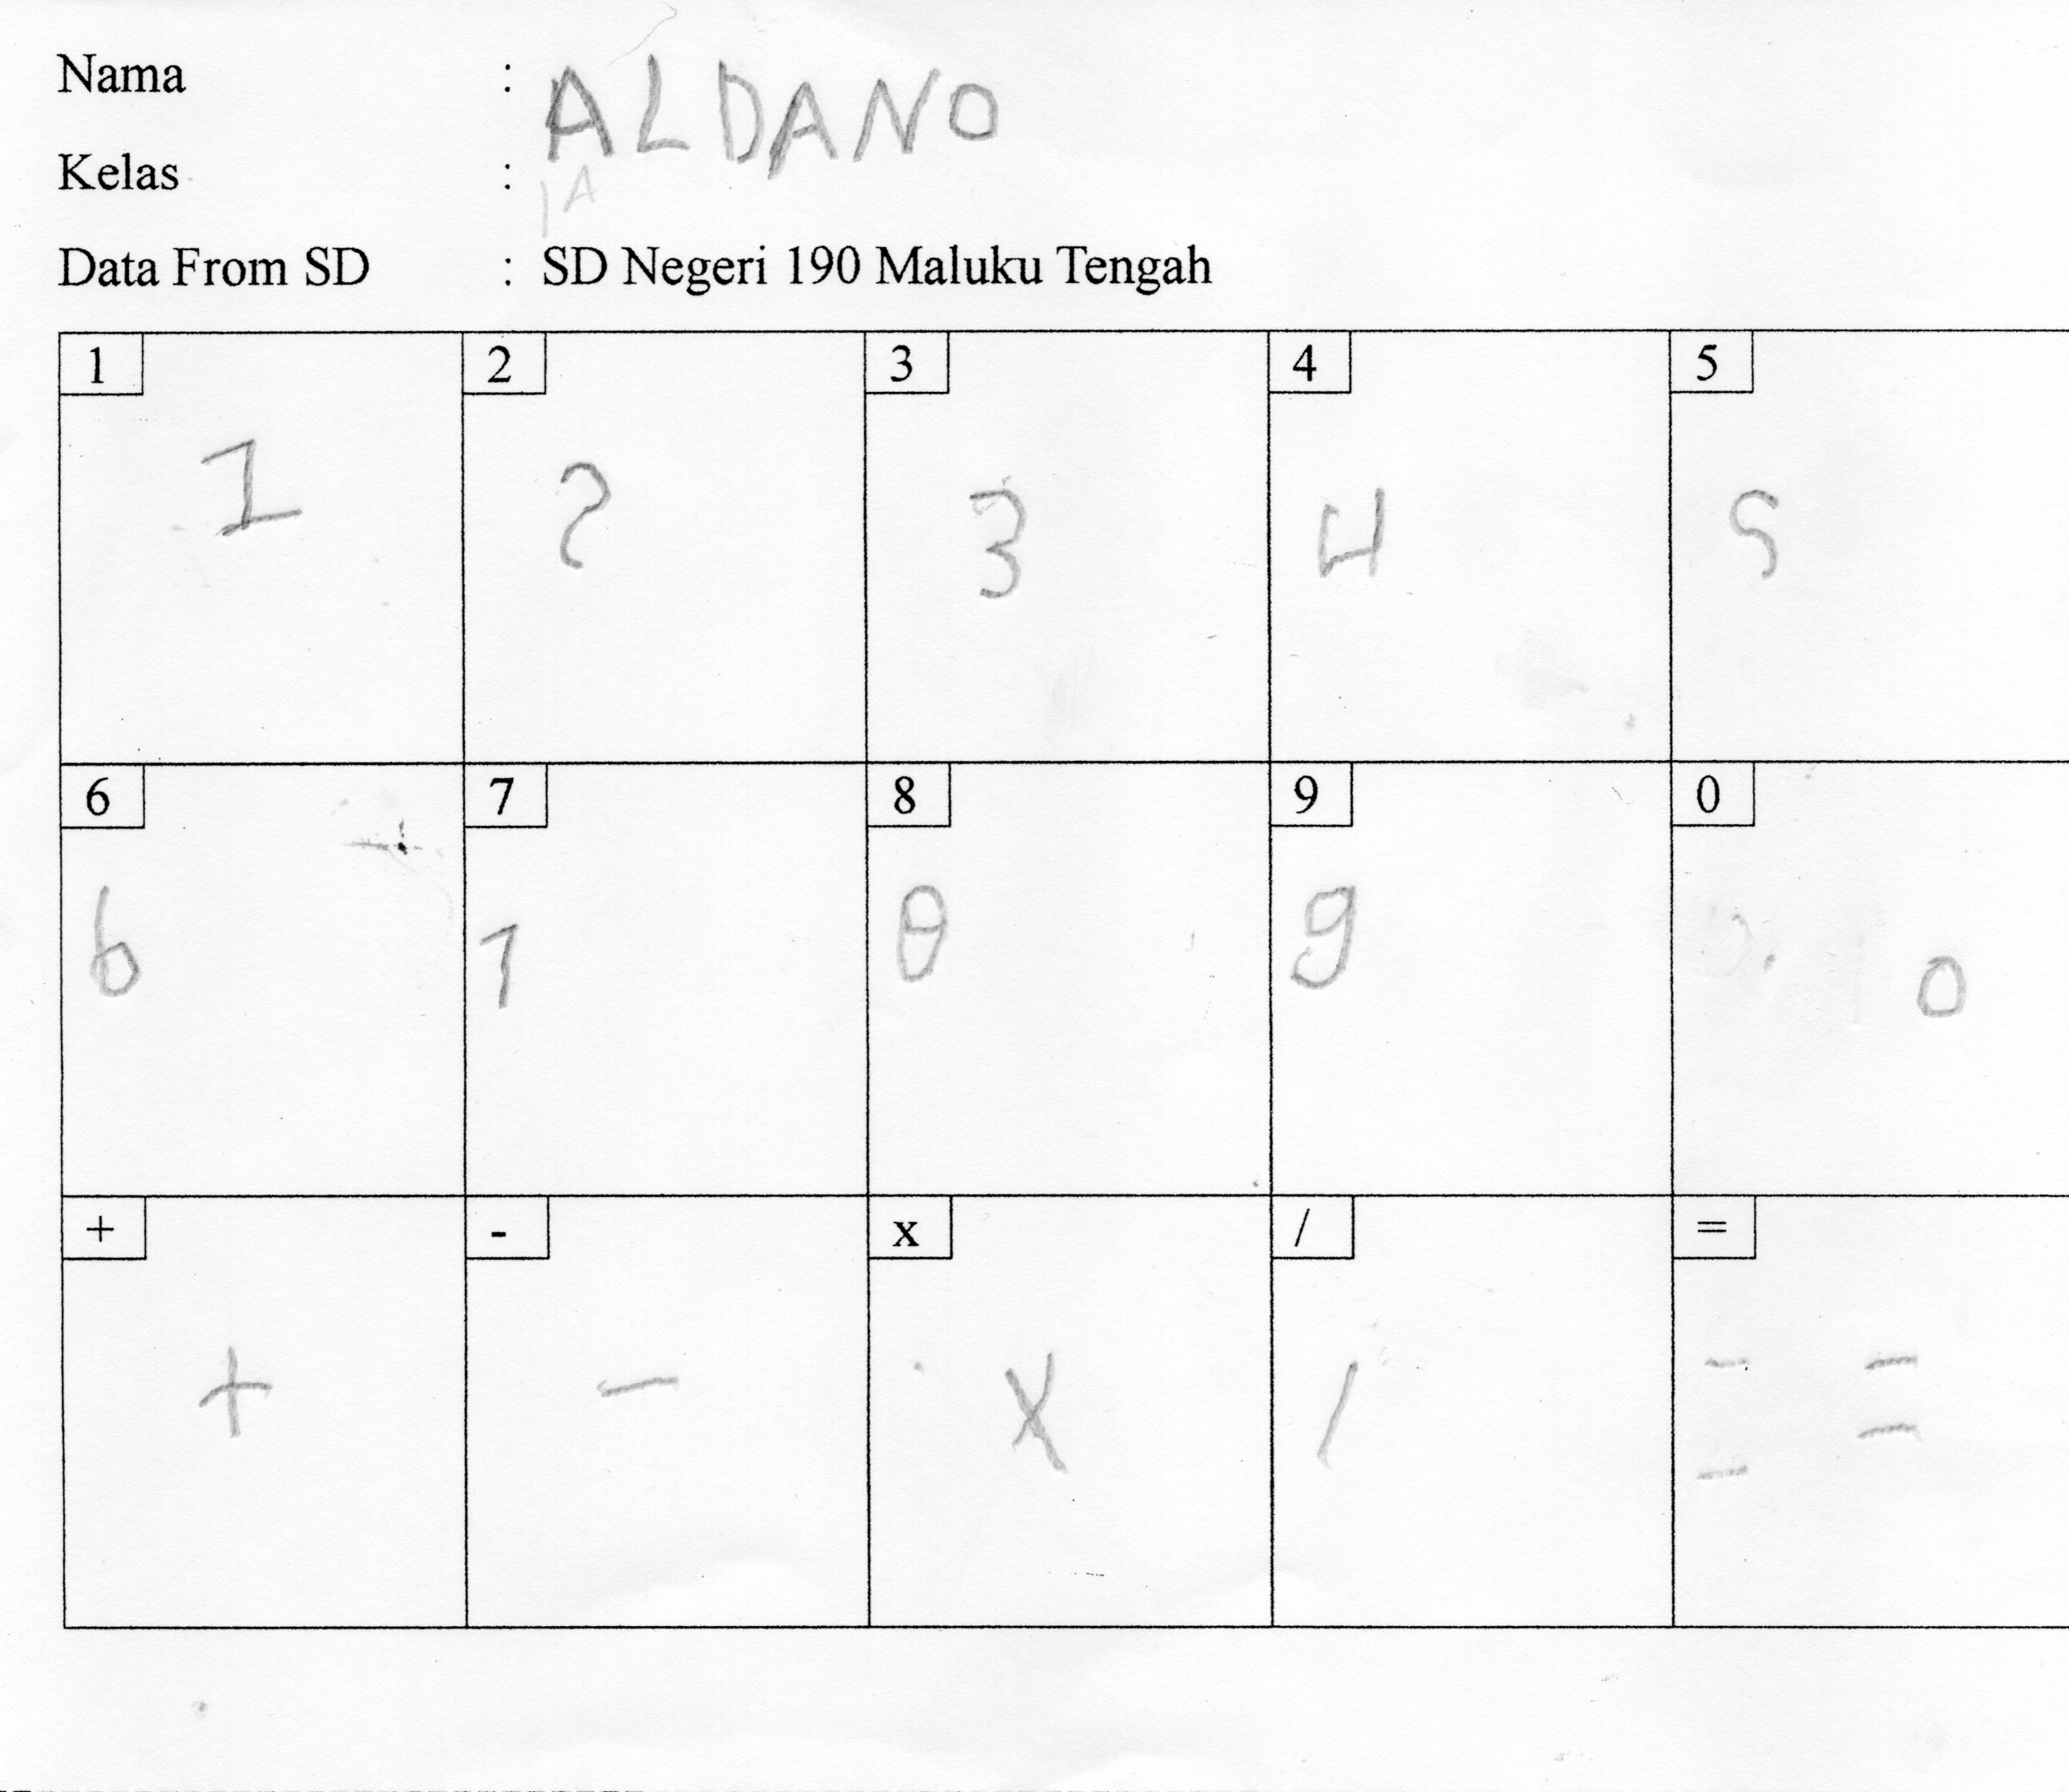 Nama : ALDANO
Kelas : 1A
Data From SD : SD Negeri 190 Maluku Tengah
1 2 3 4 5
1 2 3 4 5
6 7 8 9 0
6 7 8 9 0
+ - x / =
+ - x / = =